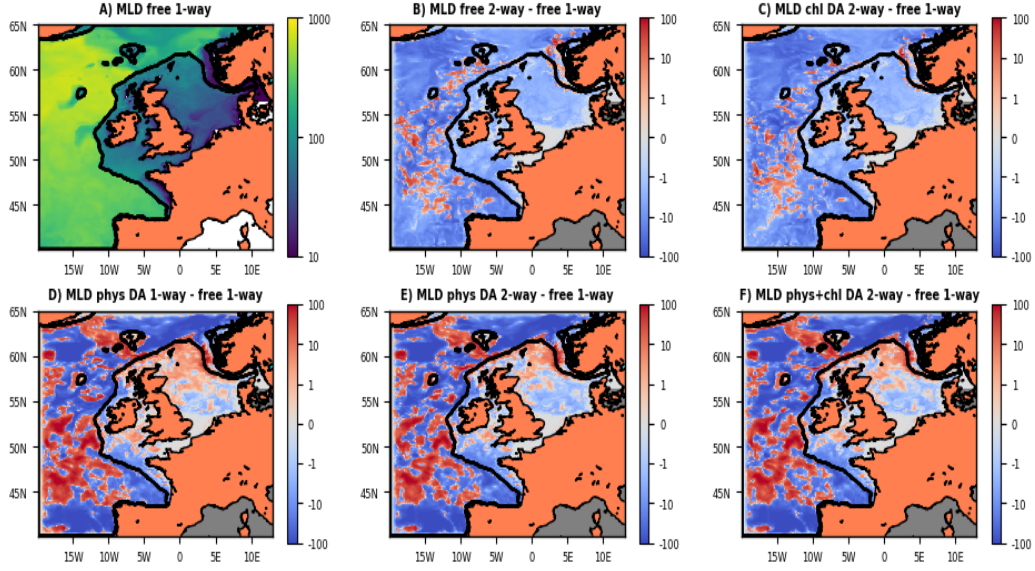 A) MLD free 1-way
B) MLD free 2-way - free 1-way
C) MLD chl DA 2-way - free 1-way
65N
60N
55N
50N
45N
15W 10W 5W 0 5E 10E
1000
100
10
65N
60N
55N
50N
45N
15W 10W 5W 0 5E 10E
100
10
1
0
-1
-10
-100
65N
60N
55N
50N
45N
15W 10W 5W 0 5E 10E
100
10
1
0
-1
-10
-100
D) MLD phys DA 1-way - free 1-way
E) MLD phys DA 2-way - free 1-way
F) MLD phys+chl DA 2-way - free 1-way
65N
60N
55N
50N
45N
15W 10W 5W 0 5E 10E
100
10
1
0
-1
-10
-100
65N
60N
55N
50N
45N
15W 10W 5W 0 5E 10E
100
10
1
0
-1
-10
-100
65N
60N
55N
50N
45N
15W 10W 5W 0 5E 10E
100
10
1
0
-1
-10
-100